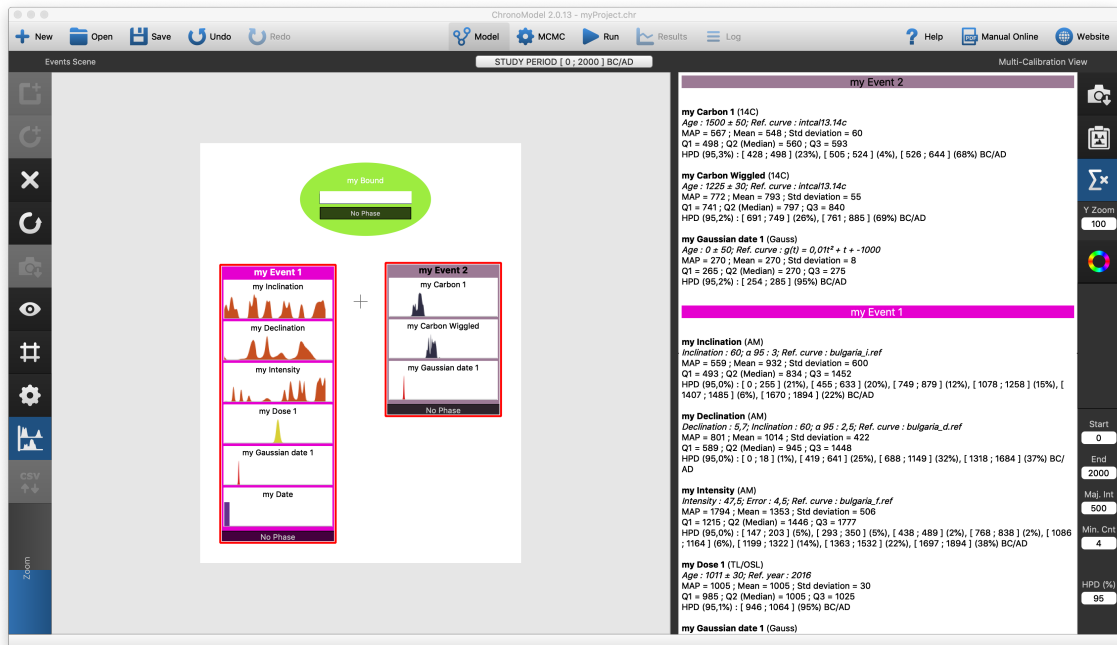 ChronoModel 2.0.13 - myProject.chr
New Open Save Undo Redo Model MCMC Run Results Log Help Manual Online Website
Events Scene STUDY PERIOD [ 0 ; 2000 ] BC/AD Multi-Calibration View
my Bound
No Phase
my Event 1
my Inclination
my Declination
my Intensity
my Dose 1
my Gaussian date 1
my Date
No Phase
my Event 2
my Carbon 1
my Carbon Wiggled
my Gaussian date 1
No Phase
CSV
Zoom
my Event 2
my Carbon 1 (14C)
Age : 1500 ± 50; Ref. curve : intcal13.14c
MAP = 567 ; Mean = 548 ; Std deviation = 60
Q1 = 498 ; Q2 (Median) = 560 ; Q3 = 593
HPD (95,3%) : [ 428 ; 498 ] (23%), [ 505 ; 524 ] (4%), [ 526 ; 644 ] (68%) BC/AD
my Carbon Wiggled (14C)
Age : 1225 ± 30; Ref. curve : intcal13.14c
MAP = 772 ; Mean = 793 ; Std deviation = 55
Q1 = 741 ; Q2 (Median) = 797 ; Q3 = 840
HPD (95,2%) : [ 691 ; 749 ] (26%), [ 761 ; 885 ] (69%) BC/AD
my Gaussian date 1 (Gauss)
Age : 0 ± 50; Ref. curve : g(t) = 0,01t² + t + -1000
MAP = 270 ; Mean = 270 ; Std deviation = 8
Q1 = 265 ; Q2 (Median) = 270 ; Q3 = 275
HPD (95,2%) : [ 254 ; 285 ] (95%) BC/AD
my Event 1
my Inclination (AM)
Inclination : 60; α 95 : 3; Ref. curve : bulgaria_i.ref
MAP = 559 ; Mean = 932 ; Std deviation = 600
Q1 = 493 ; Q2 (Median) = 834 ; Q3 = 1452
HPD (95,0%) : [ 0 ; 255 ] (21%), [ 455 ; 633 ] (20%), [ 749 ; 879 ] (12%), [ 1078 ; 1258 ] (15%), [
1407 ; 1485 ] (6%), [ 1670 ; 1894 ] (22%) BC/AD
my Declination (AM)
Declination : 5,7; Inclination : 60; α 95 : 2,5; Ref. curve : bulgaria_d.ref
MAP = 801 ; Mean = 1014 ; Std deviation = 422
Q1 = 589 ; Q2 (Median) = 945 ; Q3 = 1448
HPD (95,0%) : [ 0 ; 18 ] (1%), [ 419 ; 641 ] (25%), [ 688 ; 1149 ] (32%), [ 1318 ; 1684 ] (37%) BC/
AD
my Intensity (AM)
Intensity : 47,5; Error : 4,5; Ref. curve : bulgaria_f.ref
MAP = 1794 ; Mean = 1353 ; Std deviation = 506
Q1 = 1215 ; Q2 (Median) = 1446 ; Q3 = 1777
HPD (95,0%) : [ 147 ; 203 ] (5%), [ 293 ; 350 ] (5%), [ 438 ; 489 ] (2%), [ 768 ; 838 ] (2%), [ 1086
; 1164 ] (6%), [ 1199 ; 1322 ] (14%), [ 1363 ; 1532 ] (22%), [ 1697 ; 1894 ] (38%) BC/AD
my Dose 1 (TL/OSL)
Age : 1011 ± 30; Ref. year : 2016
MAP = 1005 ; Mean = 1005 ; Std deviation = 30
Q1 = 985 ; Q2 (Median) = 1005 ; Q3 = 1025
HPD (95,1%) : [ 946 ; 1064 ] (95%) BC/AD
my Gaussian date 1 (Gauss)
Y Zoom
100
Start
0
End
2000
Maj. Int
500
Min. Cnt
4
HPD (%)
95